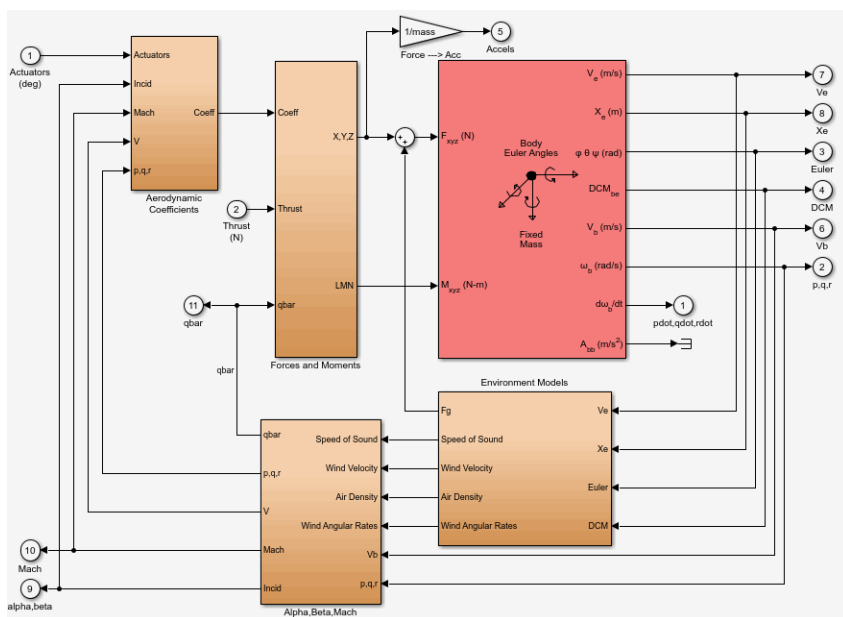 1
Actuators
(deg)
Actuators
Incid
Mach
V
p,q,r
Coeff
Aerodynamic
Coefficients
Coeff
X,Y,Z
Thrust
LMN
qbar
Forces and Moments
2
Thrust
(N)
11
qbar
qbar
1/mass
Force ---> Acc
5
Accels
F_xyz (N)
M_xyz (N-m)
Body
Euler Angles
Fixed
Mass
V_e (m/s)
X_e (m)
φ θ ψ (rad)
DCM_be
V_b (m/s)
ω_b (rad/s)
dω_b/dt
A_bb (m/s²)
7
Ve
8
Xe
3
Euler
4
DCM
6
Vb
2
p,q,r
1
pdot,qdot,rdot
Environment Models
Fg
Speed of Sound
Wind Velocity
Air Density
Wind Angular Rates
Ve
Xe
Euler
DCM
qbar
p,q,r
V
Mach
Incid
Speed of Sound
Wind Velocity
Air Density
Wind Angular Rates
Vb
p,q,r
Alpha,Beta,Mach
10
Mach
9
alpha,beta